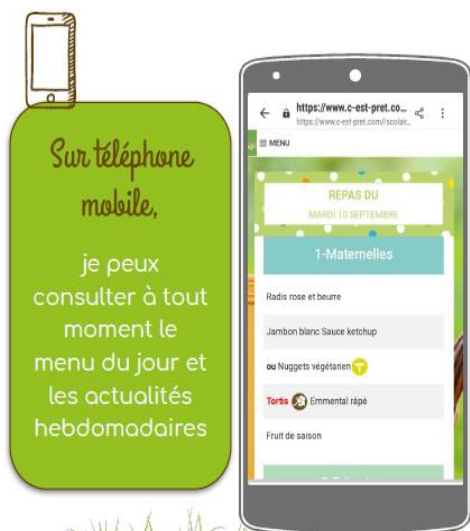 Sur téléphone
mobile,
je peux
consulter à tout
moment le
menu du jour et
les actualités
hebdomadaires
https://www.c-est-pret.co...
https://www.c-est-pret.com//scolair...
MENU
REPAS DU
MARDI 10 SEPTEMBRE
1-Maternelles
Radis rose et beurre
Jambon blanc Sauce ketchup
ou Nuggets végétarien
Tortis Emmental râpé
Fruit de saison